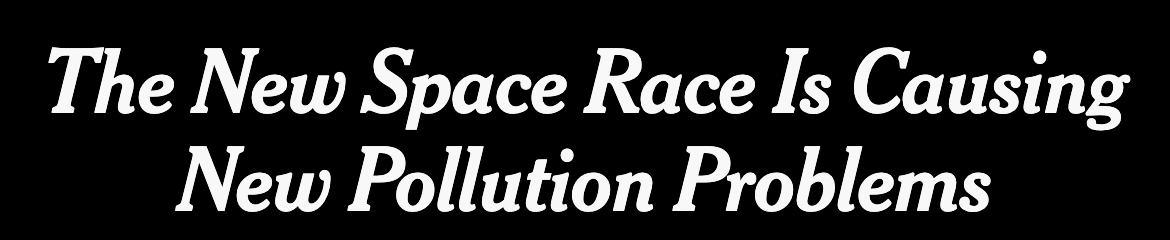 The New Space Race Is Causing
New Pollution Problems